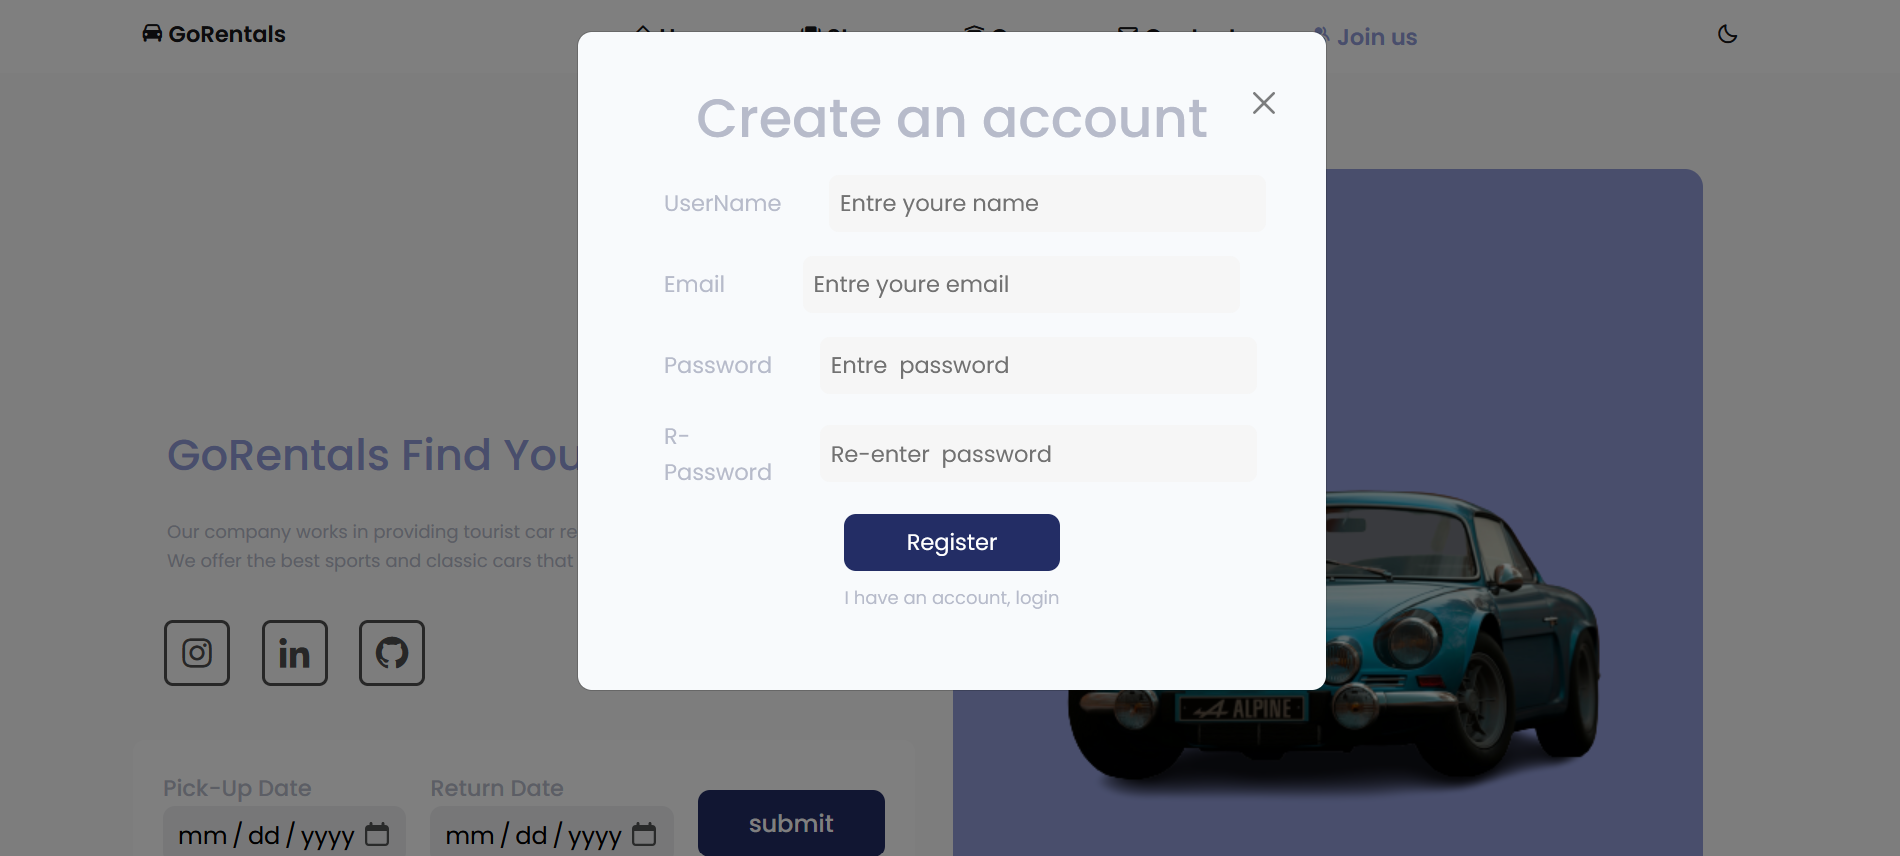 GoRentals
Join us
Create an account
UserName
Entre youre name
Email
Entre youre email
Password
Entre  password
R-
Password
Re-enter  password
Register
I have an account, login
GoRentals Find You
Our company works in providing tourist car re
We offer the best sports and classic cars that
in
ALPINE
Pick-Up Date
Return Date
mm/dd/yyyy
mm/dd/yyyy
submit